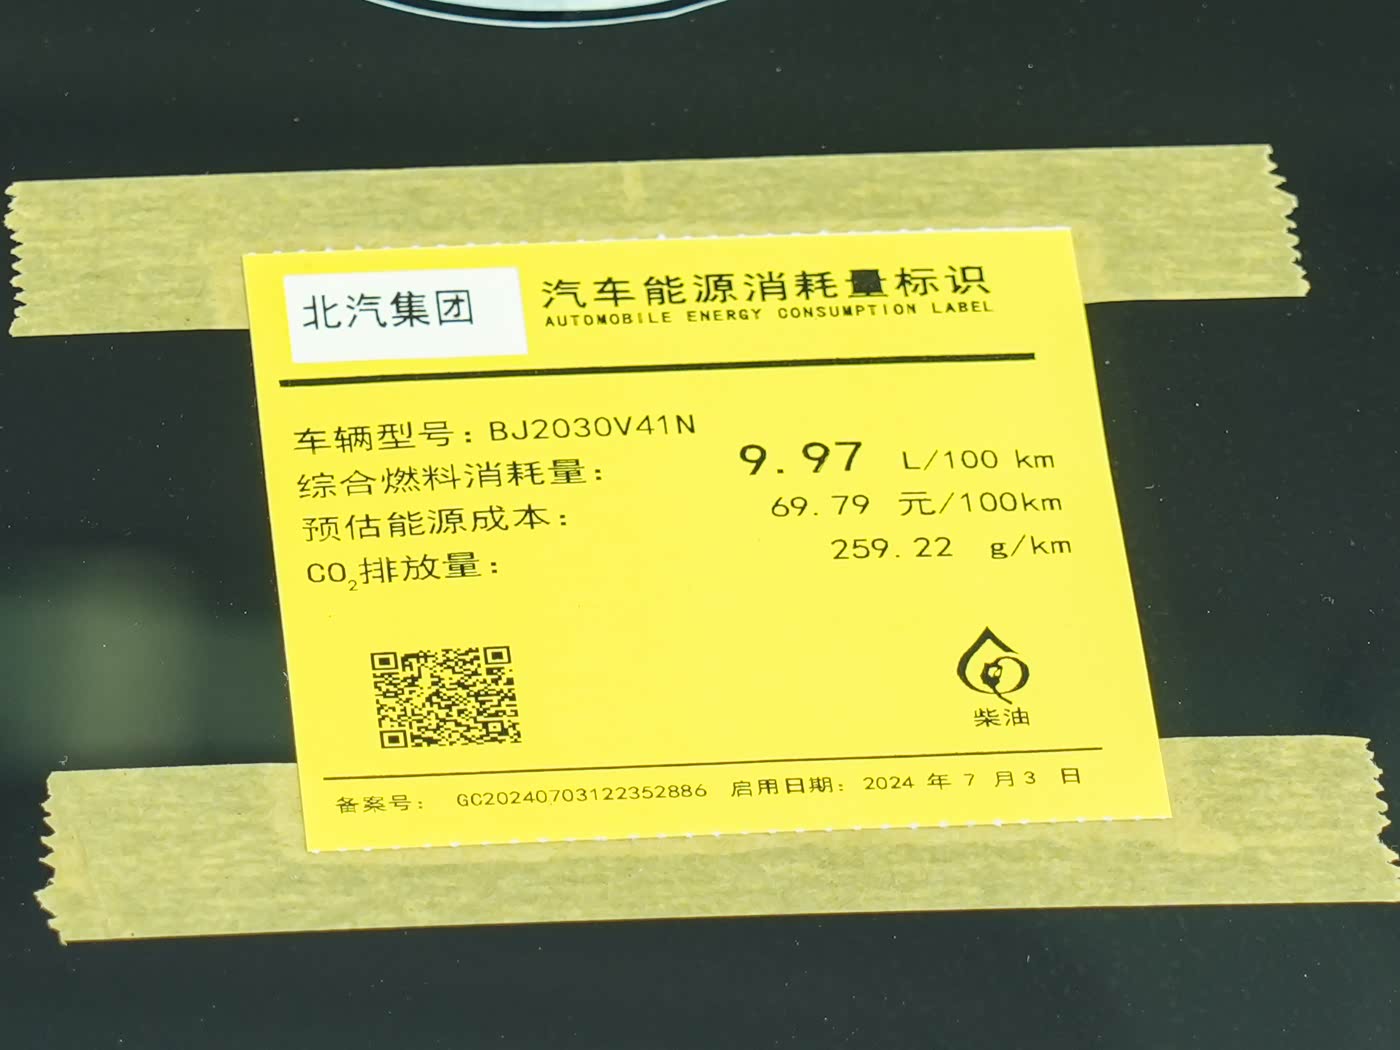 北汽集团
汽车能源消耗量标识
AUTOMOBILE ENERGY CONSUMPTION LABEL
车辆型号：BJ2030V41N
综合燃料消耗量： 9.97 L/100 km
预估能源成本： 69.79 元/100km
CO₂排放量： 259.22 g/km
柴油
备案号： GC20240703122352886 启用日期： 2024 年 7 月 3 日